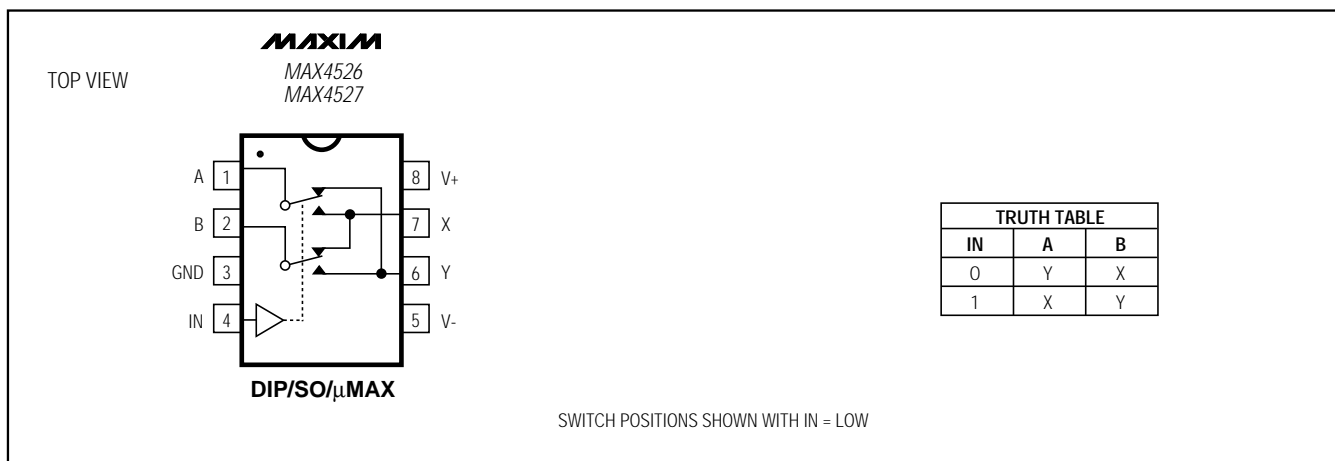 MAXIM
TOP VIEW
MAX4526
MAX4527
A 1
8 V+
B 2
7 X
GND 3
6 Y
IN 4
5 V-
DIP/SO/μMAX
TRUTH TABLE
IN A B
0 Y X
1 X Y
SWITCH POSITIONS SHOWN WITH IN = LOW